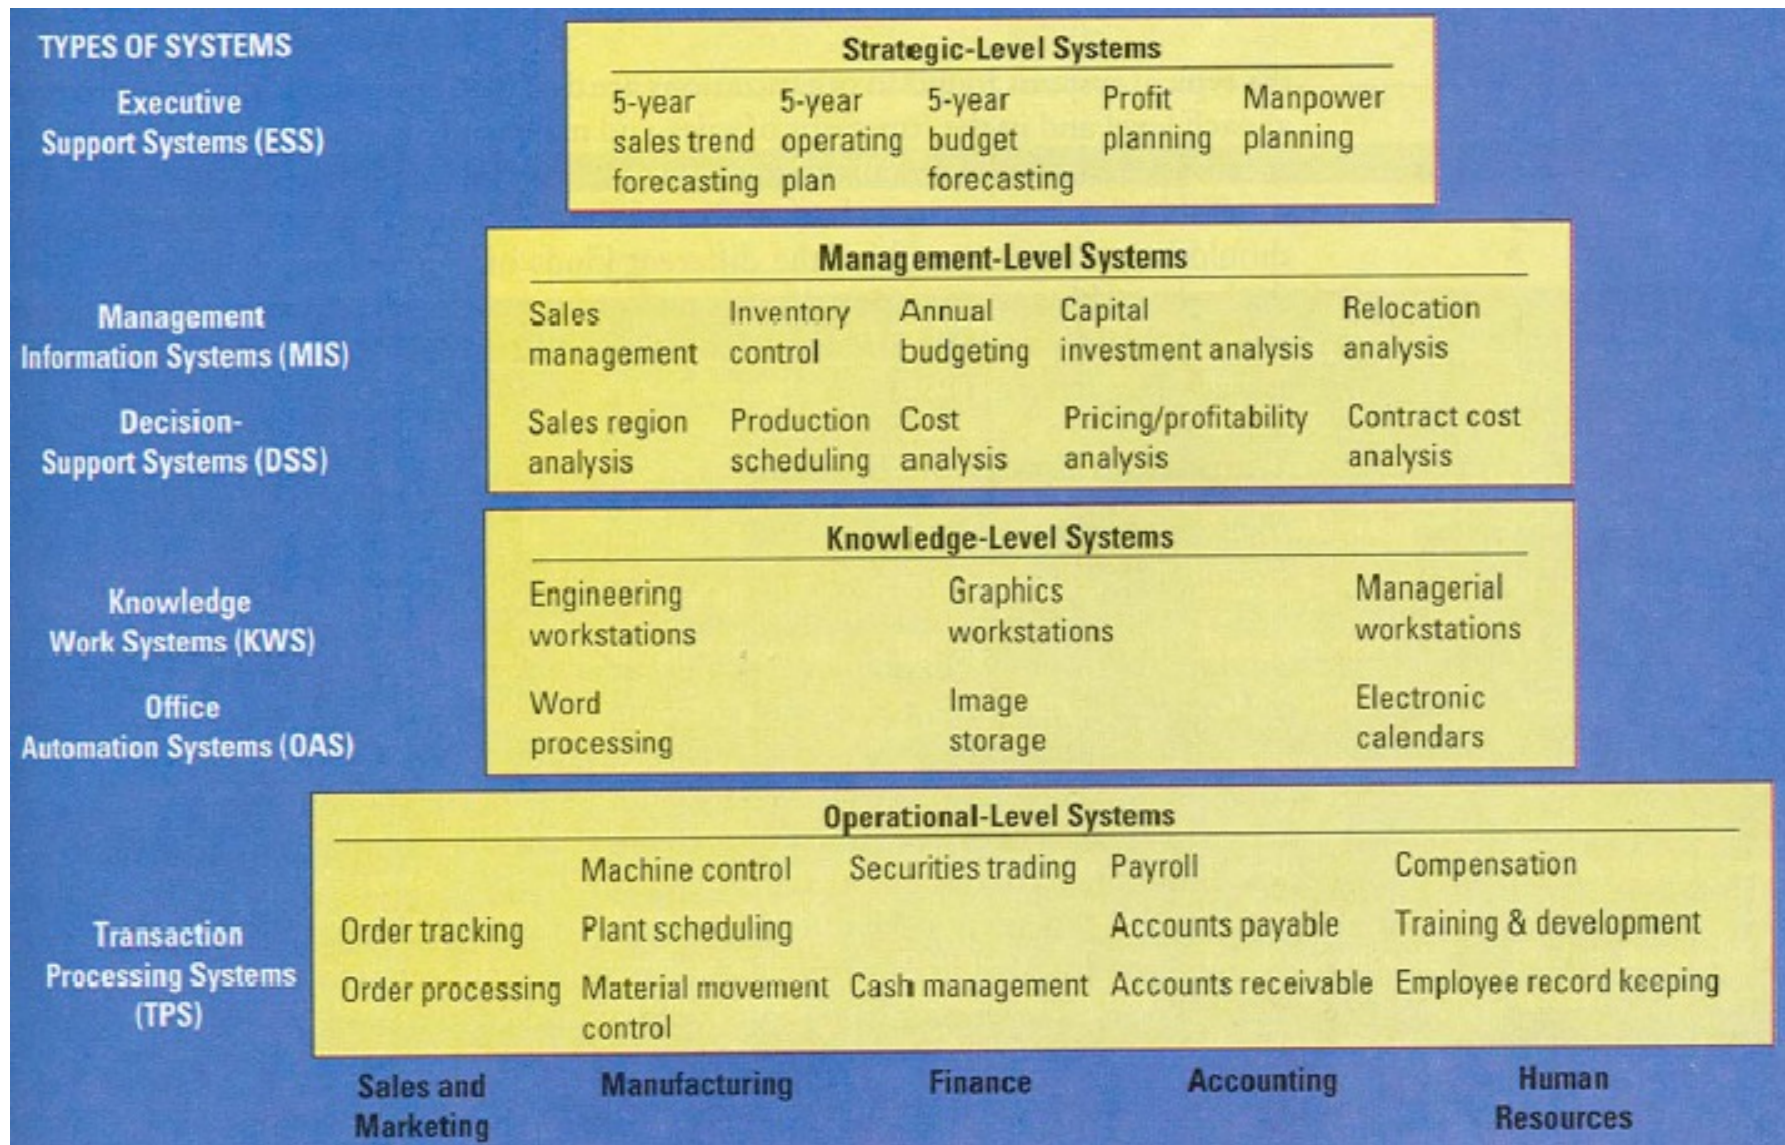 TYPES OF SYSTEMS
Executive
Support Systems (ESS)
Strategic-Level Systems
5-year 5-year 5-year Profit Manpower
sales trend operating budget planning planning
forecasting plan forecasting
Management-Level Systems
Management
Information Systems (MIS)
Sales Inventory Annual Capital Relocation
management control budgeting investment analysis analysis
Decision-
Support Systems (DSS)
Sales region Production Cost Pricing/profitability Contract cost
analysis scheduling analysis analysis analysis
Knowledge-Level Systems
Knowledge
Work Systems (KWS)
Engineering Graphics Managerial
workstations workstations workstations
Office
Automation Systems (OAS)
Word Image Electronic
processing storage calendars
Operational-Level Systems
Transaction
Processing Systems
(TPS)
Machine control Securities trading Payroll Compensation
Order tracking Plant scheduling Accounts payable Training & development
Order processing Material movement Cash management Accounts receivable Employee record keeping
control
Sales and Manufacturing Finance Accounting Human
Marketing Resources